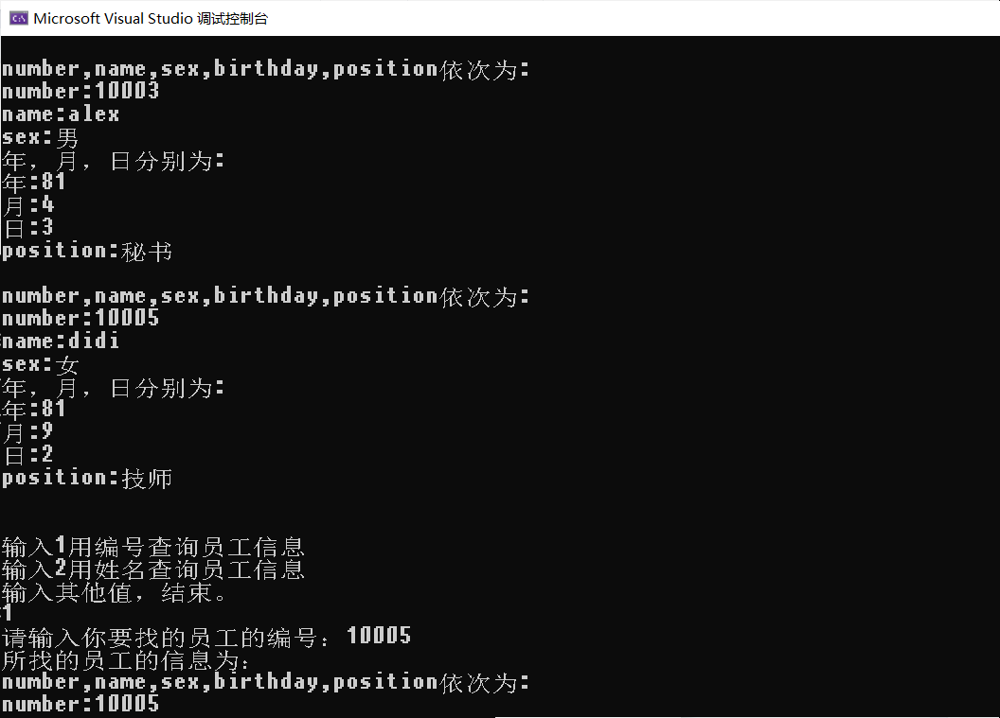 Microsoft Visual Studio 调试控制台
number,name,sex,birthday,position依次为:
number:10003
name:alex
sex:男
年，月，日分别为:
年:81
月:4
日:3
position:秘书
number,name,sex,birthday,position依次为:
number:10005
name:didi
sex:女
年，月，日分别为:
年:81
月:9
日:2
position:技师
输入1用编号查询员工信息
输入2用姓名查询员工信息
输入其他值，结束。
1
请输入你要找的员工的编号：10005
所找的员工的信息为：
number,name,sex,birthday,position依次为:
number:10005